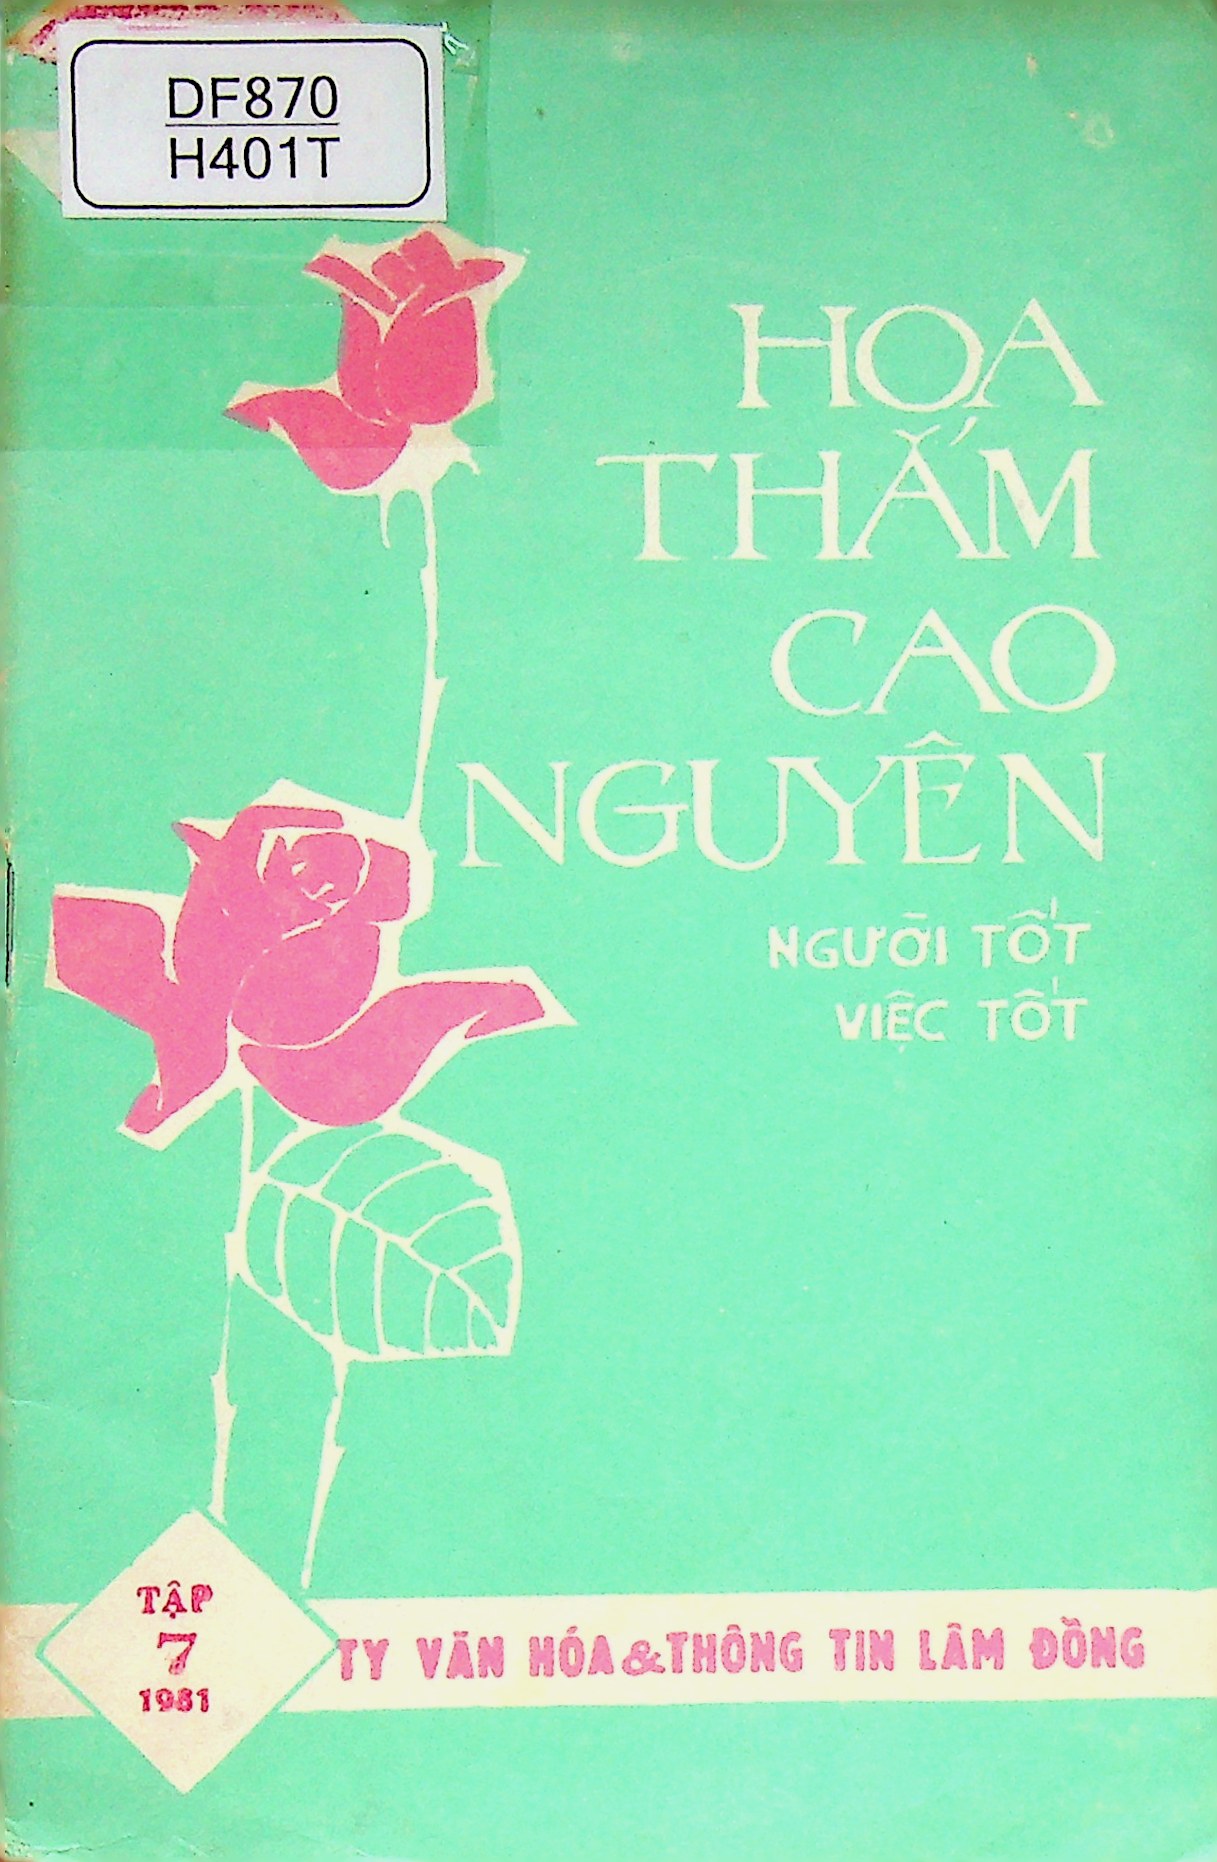 DF870
H401T
HOA
THẮM
CAO
NGUYÊN
NGƯỜI TỐT
VIỆC TỐT
TẬP
7
1981
TY VĂN HÓA & THÔNG TIN LÂM ĐỒNG